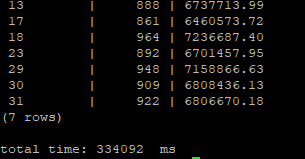 13 | 888 | 6737713.99
17 | 861 | 6460573.72
18 | 964 | 7236687.40
23 | 892 | 6701457.95
29 | 948 | 7158866.63
30 | 909 | 6808436.13
31 | 922 | 6806670.18
(7 rows)
total time: 334092 ms